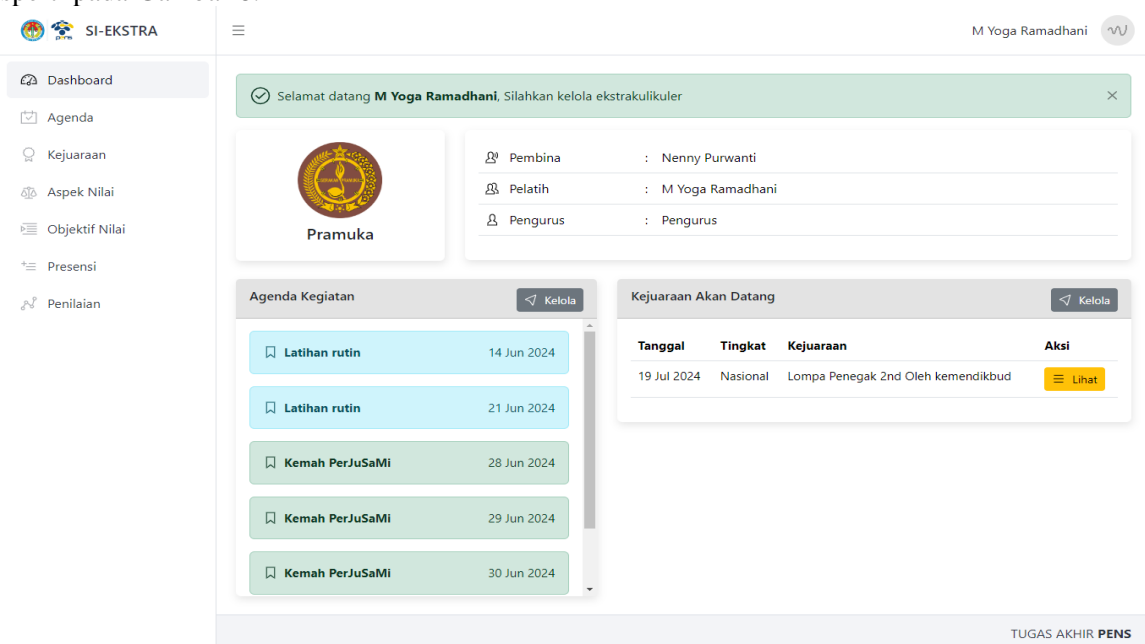 SI-EKSTRA
M Yoga Ramadhani
Dashboard
Agenda
Kejuaraan
Aspek Nilai
Objektif Nilai
Presensi
Penilaian
Selamat datang M Yoga Ramadhani, Silahkan kelola ekstrakulikuler
Pramuka
Pembina : Nenny Purwanti
Pelatih : M Yoga Ramadhani
Pengurus : Pengurus
Agenda Kegiatan Kelola
Latihan rutin 14 Jun 2024
Latihan rutin 21 Jun 2024
Kemah PerJuSaMi 28 Jun 2024
Kemah PerJuSaMi 29 Jun 2024
Kemah PerJuSaMi 30 Jun 2024
Kejuaraan Akan Datang Kelola
Tanggal Tingkat Kejuaraan Aksi
19 Jul 2024 Nasional Lompa Penegak 2nd Oleh kemendikbud Lihat
TUGAS AKHIR PENS